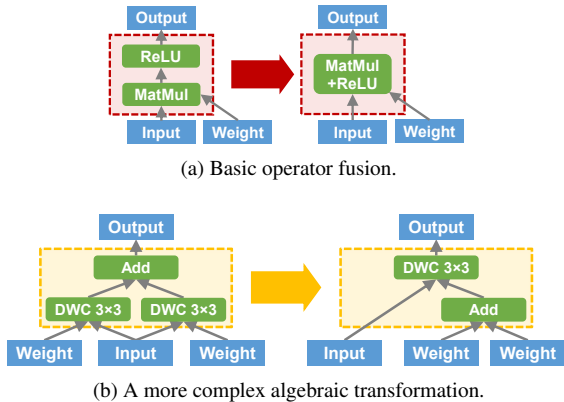 Output Output
ReLU
MatMul
MatMul
+ReLU
Input Weight Input Weight
(a) Basic operator fusion.
Output Output
Add
DWC 3×3 DWC 3×3
DWC 3×3
Add
Weight Input Weight Input Weight Weight
(b) A more complex algebraic transformation.